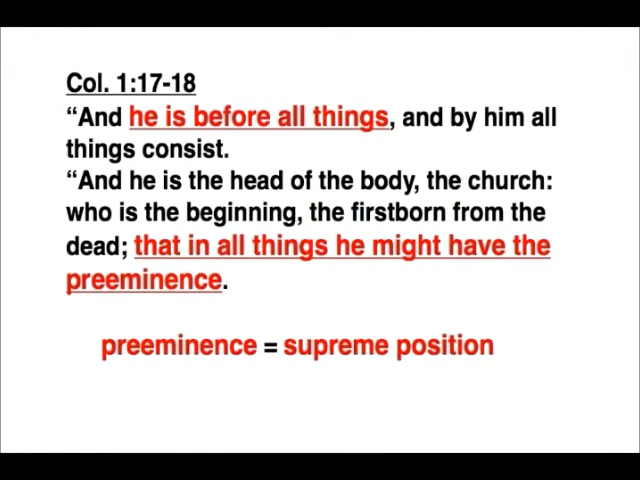 Col. 1:17-18
“And he is before all things, and by him all
things consist.
“And he is the head of the body, the church:
who is the beginning, the firstborn from the
dead; that in all things he might have the
preeminence.
preeminence = supreme position